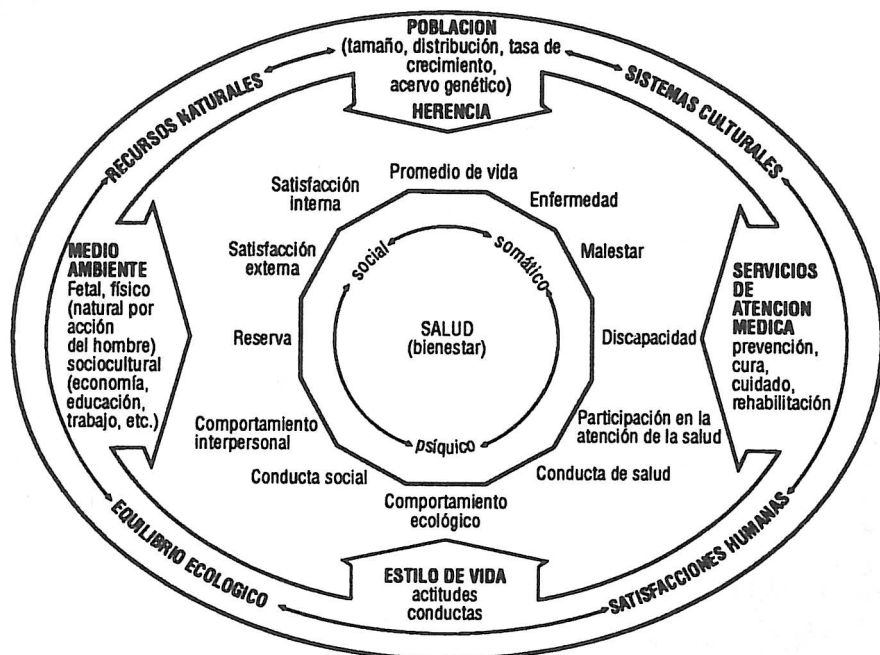 POBLACION
(tamaño, distribución, tasa de
crecimiento,
acervo genético)
HERENCIA
RECURSOS NATURALES
SISTEMAS CULTURALES
Promedio de vida
Satisfacción
interna
Enfermedad
Satisfacción
externa
Malestar
social
somático
MEDIO
AMBIENTE
Fetal, físico
(natural por
acción
del hombre)
sociocultural
(economía,
educación,
trabajo, etc.)
Reserva
SALUD
(bienestar)
Discapacidad
SERVICIOS
DE
ATENCION
MEDICA
prevención,
cura,
cuidado,
rehabilitación
Comportamiento
interpersonal
psíquico
Participación en la
atención de la salud
Conducta social
Conducta de salud
Comportamiento
ecológico
EQUILIBRIO ECOLOGICO
SATISFACCIONES HUMANAS
ESTILO DE VIDA
actitudes
conductas